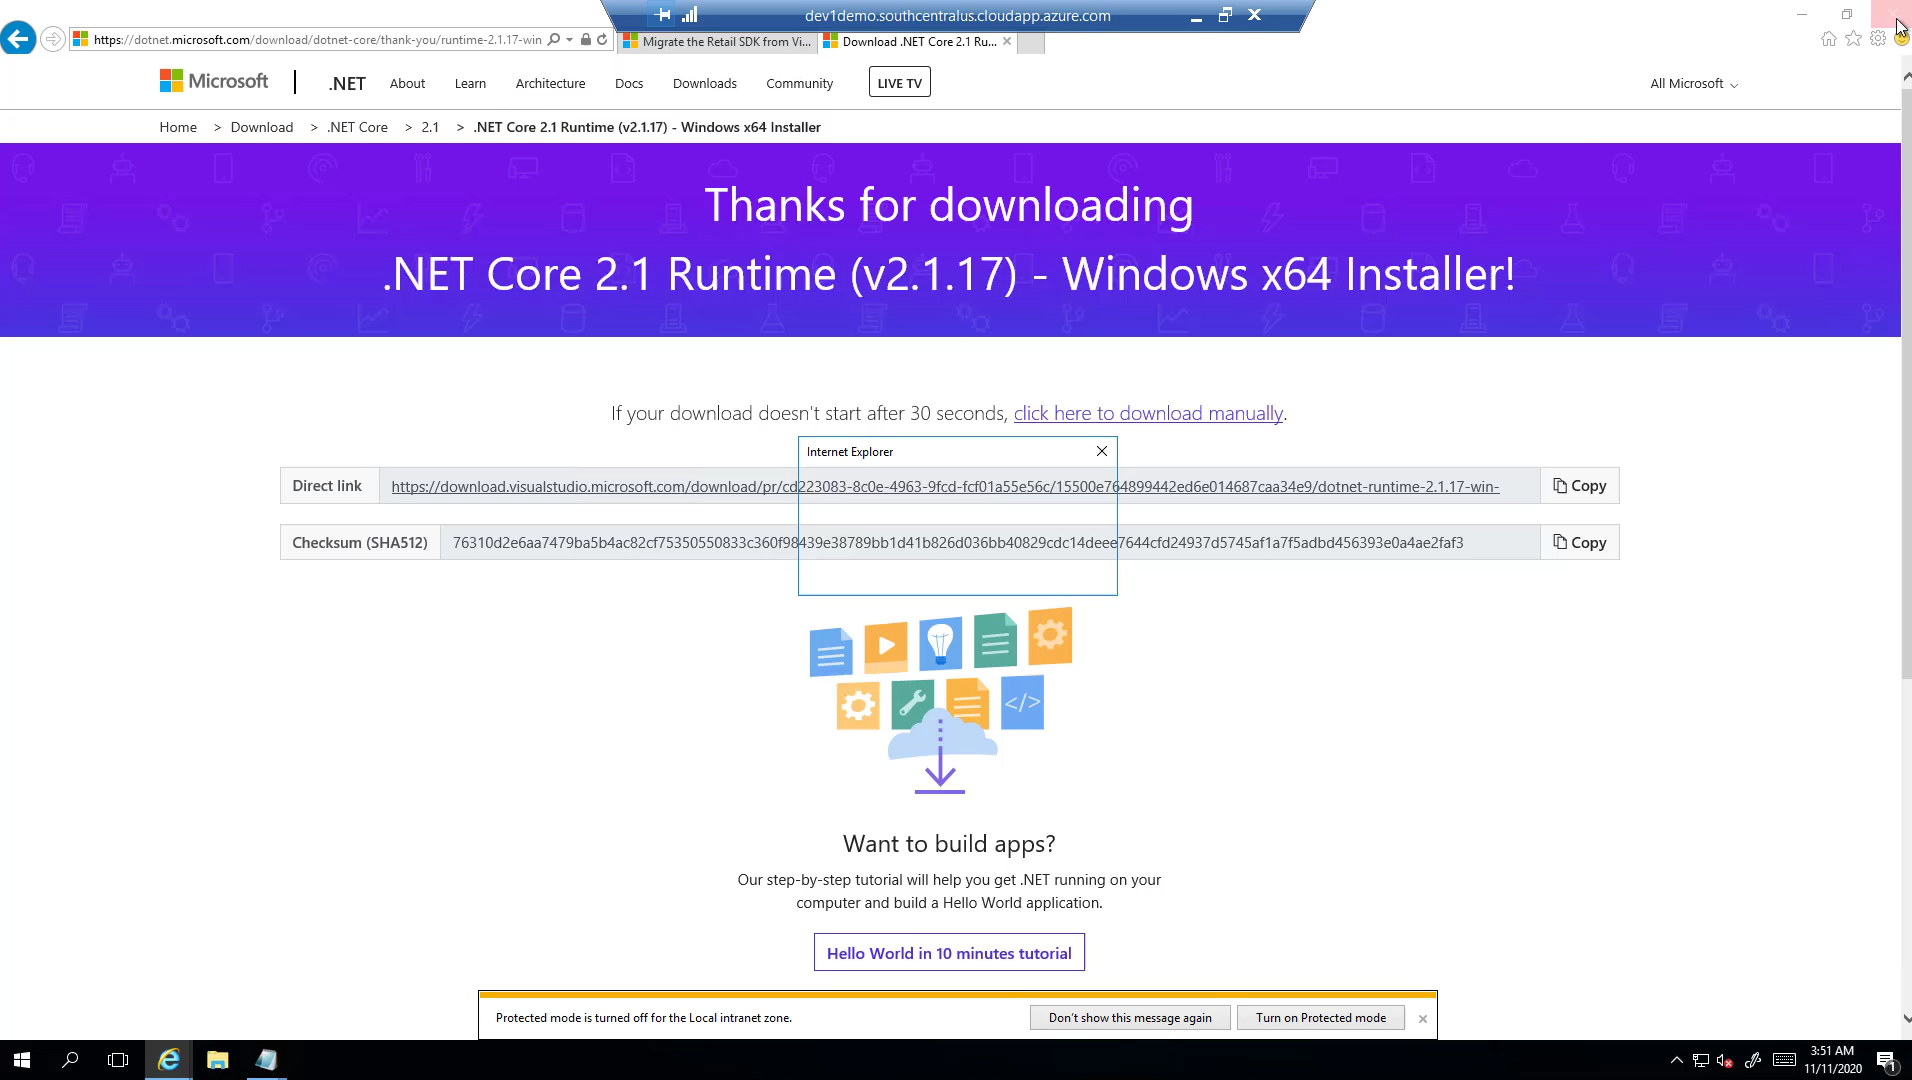 dev1demo.southcentralus.cloudapp.azure.com
https://dotnet.microsoft.com/download/dotnet-core/thank-you/runtime-2.1.17-win
Migrate the Retail SDK from Vi...
Download .NET Core 2.1 Ru...
Microsoft
.NET
About
Learn
Architecture
Docs
Downloads
Community
LIVE TV
All Microsoft
Home > Download > .NET Core > 2.1 > .NET Core 2.1 Runtime (v2.1.17) - Windows x64 Installer
Thanks for downloading
.NET Core 2.1 Runtime (v2.1.17) - Windows x64 Installer!
If your download doesn't start after 30 seconds, click here to download manually.
Internet Explorer
Direct link
https://download.visualstudio.microsoft.com/download/pr/cd223083-8c0e-4963-9fcd-fcf01a55e56c/15500e764899442ed6e014687caa34e9/dotnet-runtime-2.1.17-win-
Copy
Checksum (SHA512)
76310d2e6aa7479ba5b4ac82cf75350550833c360f98439e38789bb1d41b826d036bb40829cdc14deee7644cfd24937d5745af1a7f5adbd456393e0a4ae2faf3
Copy
</>
Want to build apps?
Our step-by-step tutorial will help you get .NET running on your
computer and build a Hello World application.
Hello World in 10 minutes tutorial
Protected mode is turned off for the Local intranet zone.
Don't show this message again
Turn on Protected mode
3:51 AM
11/11/2020
1